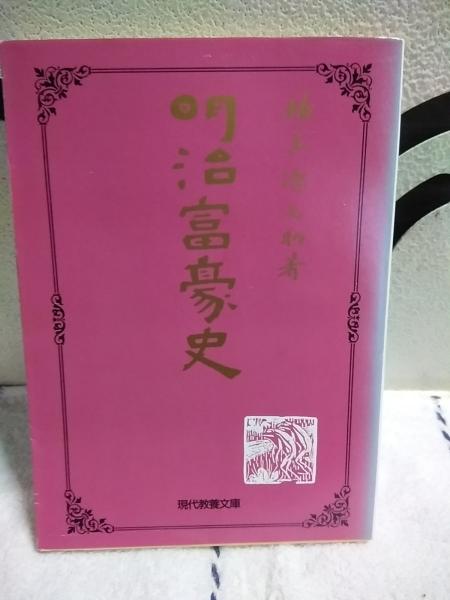 明治富豪史
横山源之助著
現代教養文庫